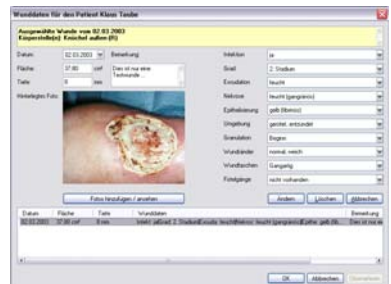 Wunddaten für den Patient Klaus Taube
Ausgewählte Wunde vom 02.03.2003
Körperstelle(n): Knöchel außen (R)
Datum: 02.03.2003 Bemerkung:
Fläche: 37,80 cm² Dies ist nur eine Testwunde ...
Tiefe: 8 mm
Hinterlegtes Foto:
Infektion ja
Grad 2. Stadium
Exsudation feucht
Nekrose feucht (gangränös)
Epithelisierung gelb (fibrinös)
Umgebung gerötet, entzündet
Granulation Beginn
Wundränder normal, weich
Wundtaschen Gangartig
Fistelgänge nicht vorhanden
Fotos hinzufügen / ansehen
Ändern Löschen Abbrechen
Datum Fläche Tiefe Wunddaten Bemerkung
02.03.2003 37,80 cm² 8 mm
OK Abbrechen Übernehmen